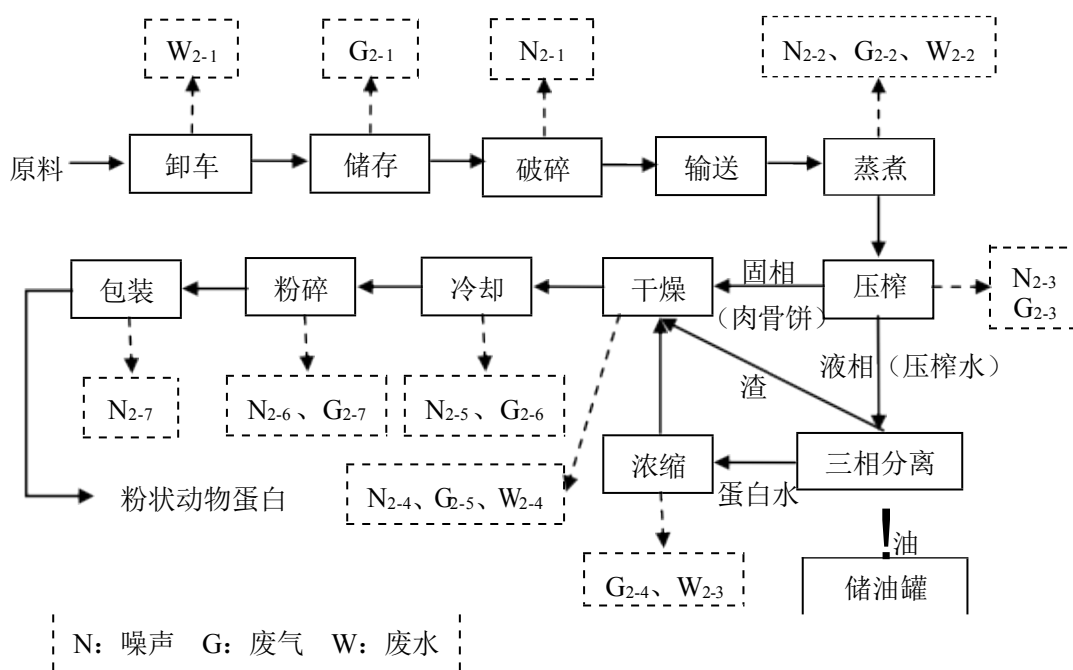 W2-1
G2-1
N2-1
N2-2、G2-2、W2-2
原料
卸车
储存
破碎
输送
蒸煮
包装
粉碎
冷却
干燥
固相
（肉骨饼）
压榨
N2-3
G2-3
液相（压榨水）
渣
N2-7
N2-6、G2-7
N2-5、G2-6
浓缩
三相分离
蛋白水
N2-4、G2-5、W2-4
粉状动物蛋白
油
储油罐
G2-4、W2-3
N：噪声 G：废气 W：废水